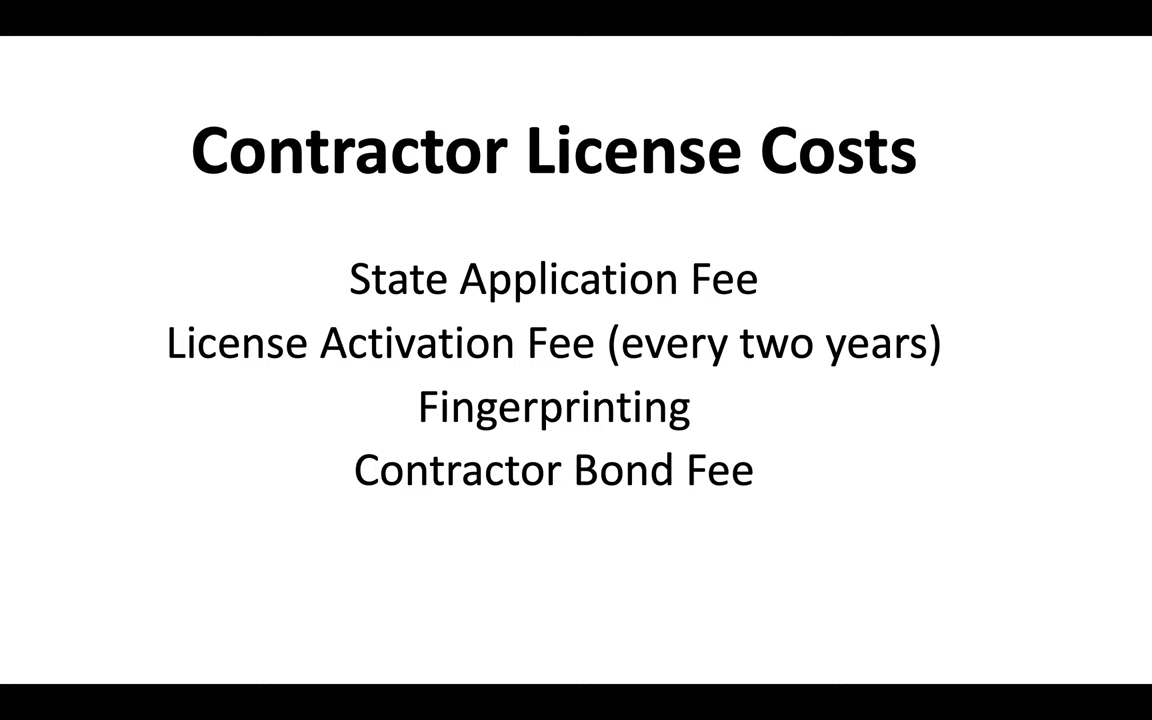 Contractor License Costs
State Application Fee
License Activation Fee (every two years)
Fingerprinting
Contractor Bond Fee